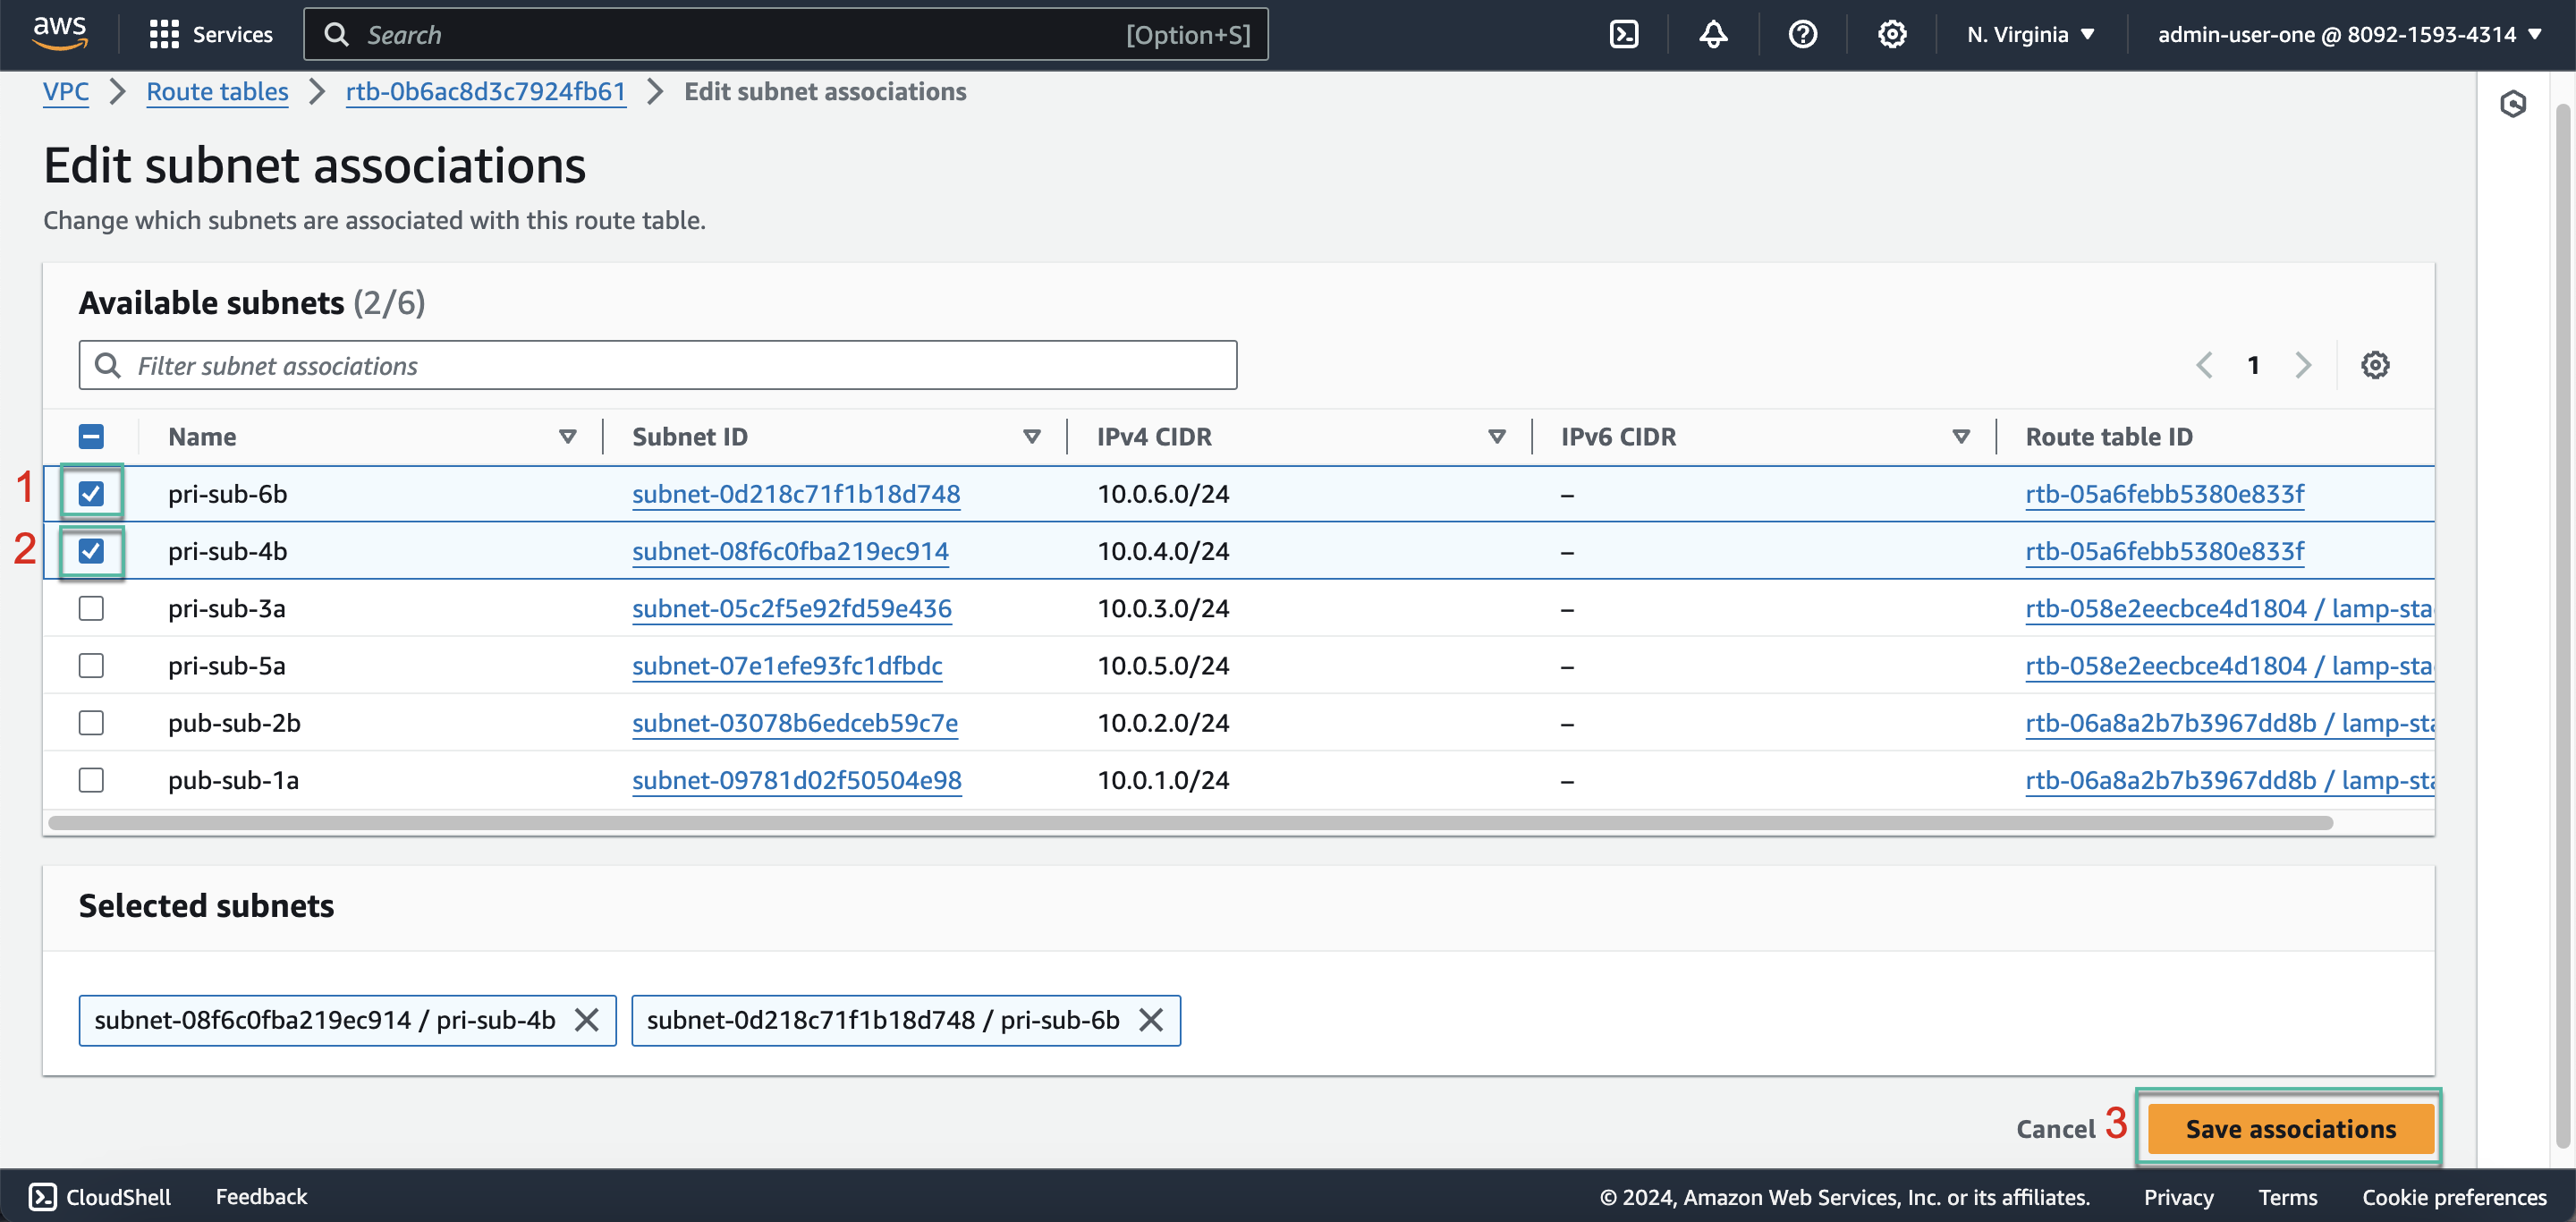 aws Services Search [Option+S] N. Virginia ▼ admin-user-one @ 8092-1593-4314 ▼
VPC > Route tables > rtb-0b6ac8d3c7924fb61 > Edit subnet associations
Edit subnet associations
Change which subnets are associated with this route table.
Available subnets (2/6)
Filter subnet associations 1
Name Subnet ID IPv4 CIDR IPv6 CIDR Route table ID
1 pri-sub-6b subnet-0d218c71f1b18d748 10.0.6.0/24 – rtb-05a6febb5380e833f
2 pri-sub-4b subnet-08f6c0fba219ec914 10.0.4.0/24 – rtb-05a6febb5380e833f
pri-sub-3a subnet-05c2f5e92fd59e436 10.0.3.0/24 – rtb-058e2eecbce4d1804 / lamp-sta
pri-sub-5a subnet-07e1efe93fc1dfbdc 10.0.5.0/24 – rtb-058e2eecbce4d1804 / lamp-sta
pub-sub-2b subnet-03078b6edceb59c7e 10.0.2.0/24 – rtb-06a8a2b7b3967dd8b / lamp-sta
pub-sub-1a subnet-09781d02f50504e98 10.0.1.0/24 – rtb-06a8a2b7b3967dd8b / lamp-sta
Selected subnets
subnet-08f6c0fba219ec914 / pri-sub-4b subnet-0d218c71f1b18d748 / pri-sub-6b
Cancel 3 Save associations
CloudShell Feedback © 2024, Amazon Web Services, Inc. or its affiliates. Privacy Terms Cookie preferences